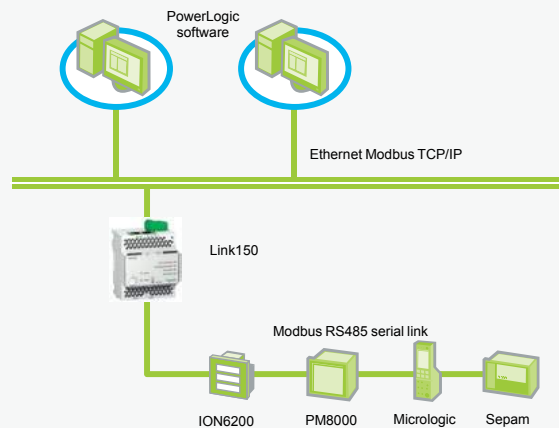 PowerLogic
software
Ethernet Modbus TCP/IP
Link150
Modbus RS485 serial link
ION6200
PM8000
Micrologic
Sepam